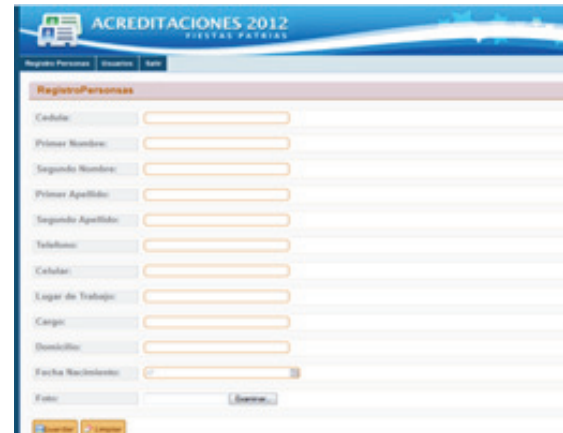 ACREDITACIONES 2012
FIESTAS PATRIAS
Registro Personas Usuarios Salir
RegistroPersonsas
Cedula:
Primer Nombre:
Segundo Nombre:
Primer Apellido:
Segundo Apellido:
Telefono:
Celular:
Lugar de Trabajo:
Cargo:
Domicilio:
Fecha Nacimiento:
Foto: Examinar...
Guardar Limpiar